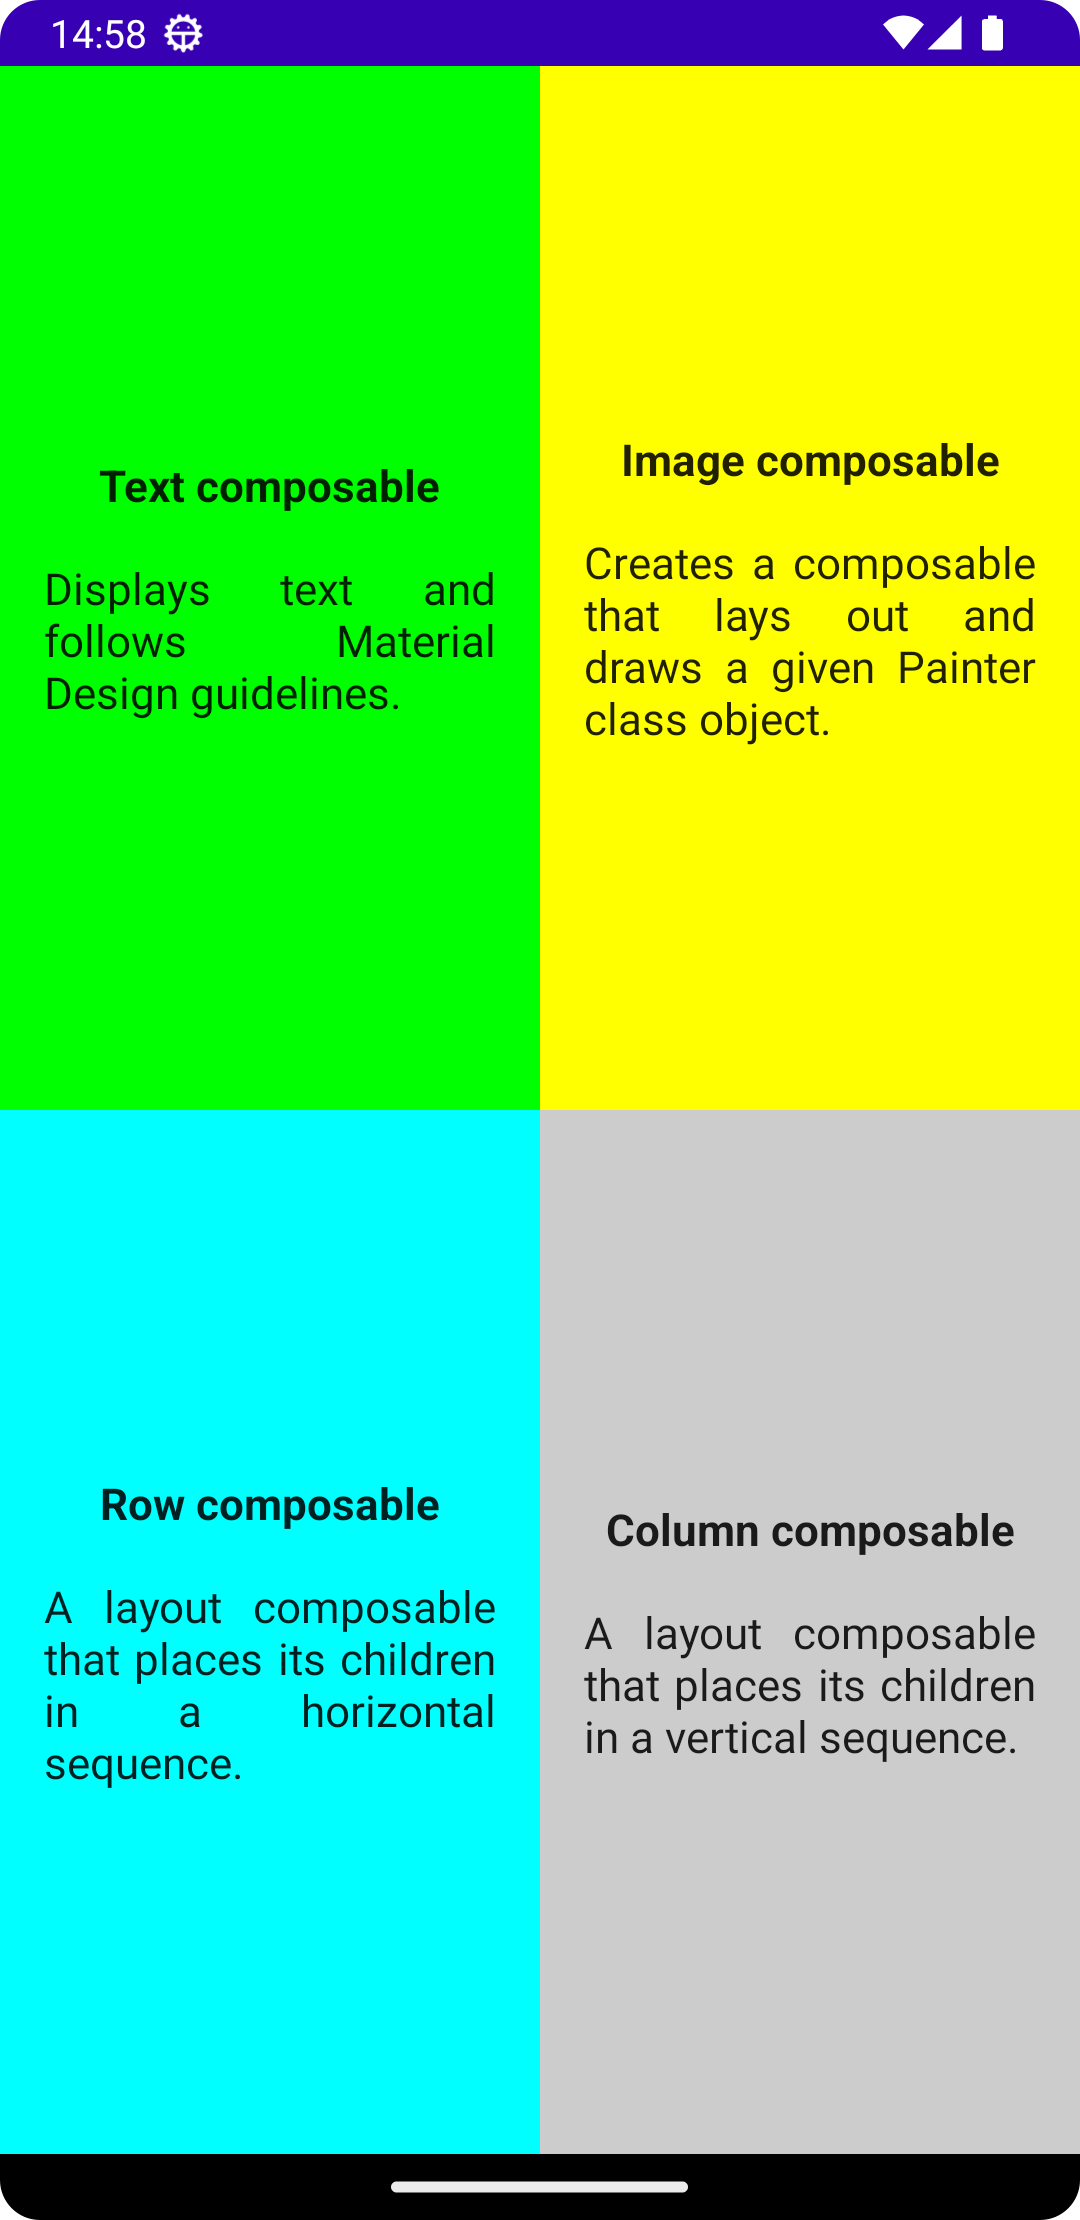 14:58
Text composable
Displays text and
follows Material
Design guidelines.
Image composable
Creates a composable
that lays out and
draws a given Painter
class object.
Row composable
A layout composable
that places its children
in a horizontal
sequence.
Column composable
A layout composable
that places its children
in a vertical sequence.